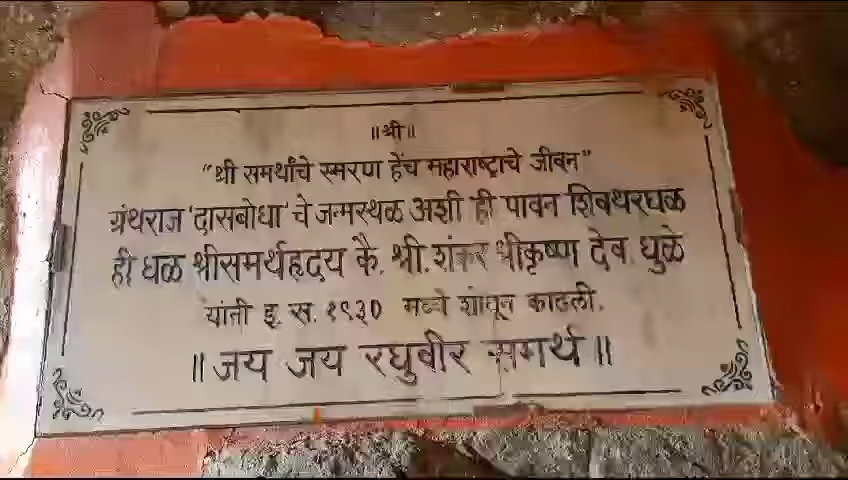 ॥श्री॥
"श्री समर्थांचे स्मरण हेंच महाराष्ट्राचे जीवन"
ग्रंथराज 'दासबोधा' चे जन्मस्थळ अशी ही पावन शिवथरघळ
ही घळ श्रीसमर्थहृदय कै. श्री. शंकर श्रीकृष्ण देव. धुळे
यांनी इ. स. १९३० मध्ये शोधून काढली.
॥ जय जय रघुवीर समर्थ ॥